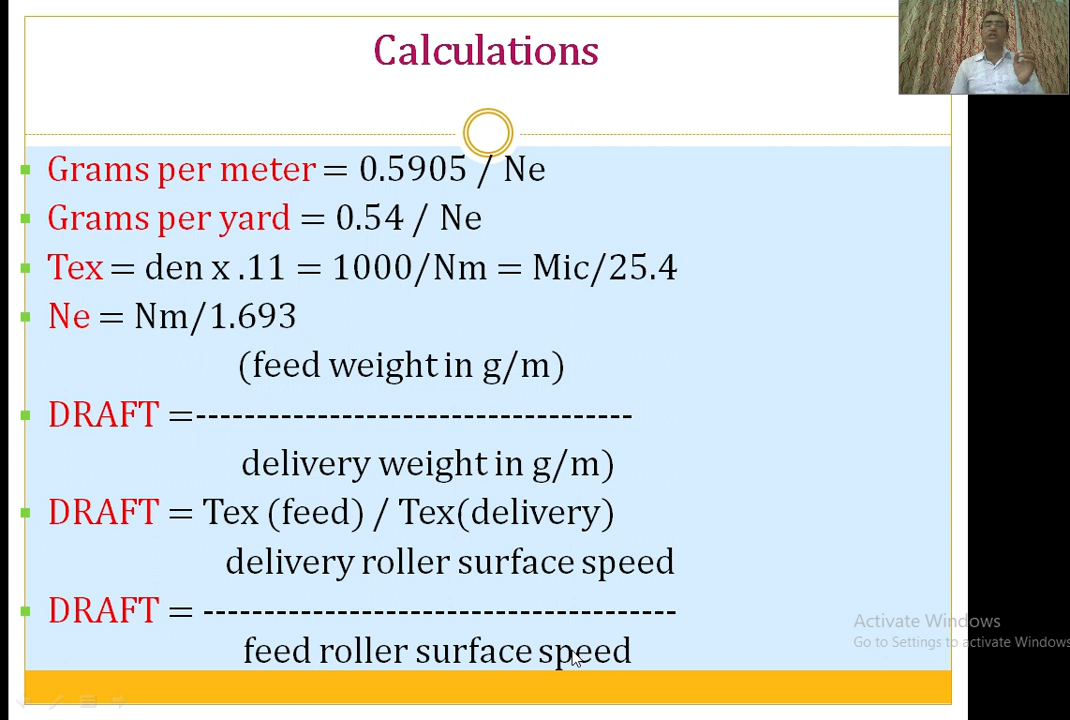 Calculations
Grams per meter = 0.5905 / Ne
Grams per yard = 0.54 / Ne
Tex = den x .11 = 1000/Nm = Mic/25.4
Ne = Nm/1.693
(feed weight in g/m)
DRAFT =------------------------------------
delivery weight in g/m)
DRAFT = Tex (feed) / Tex(delivery)
delivery roller surface speed
DRAFT = ---------------------------------------
feed roller surface speed
Activate Windows
Go to Settings to activate Windows